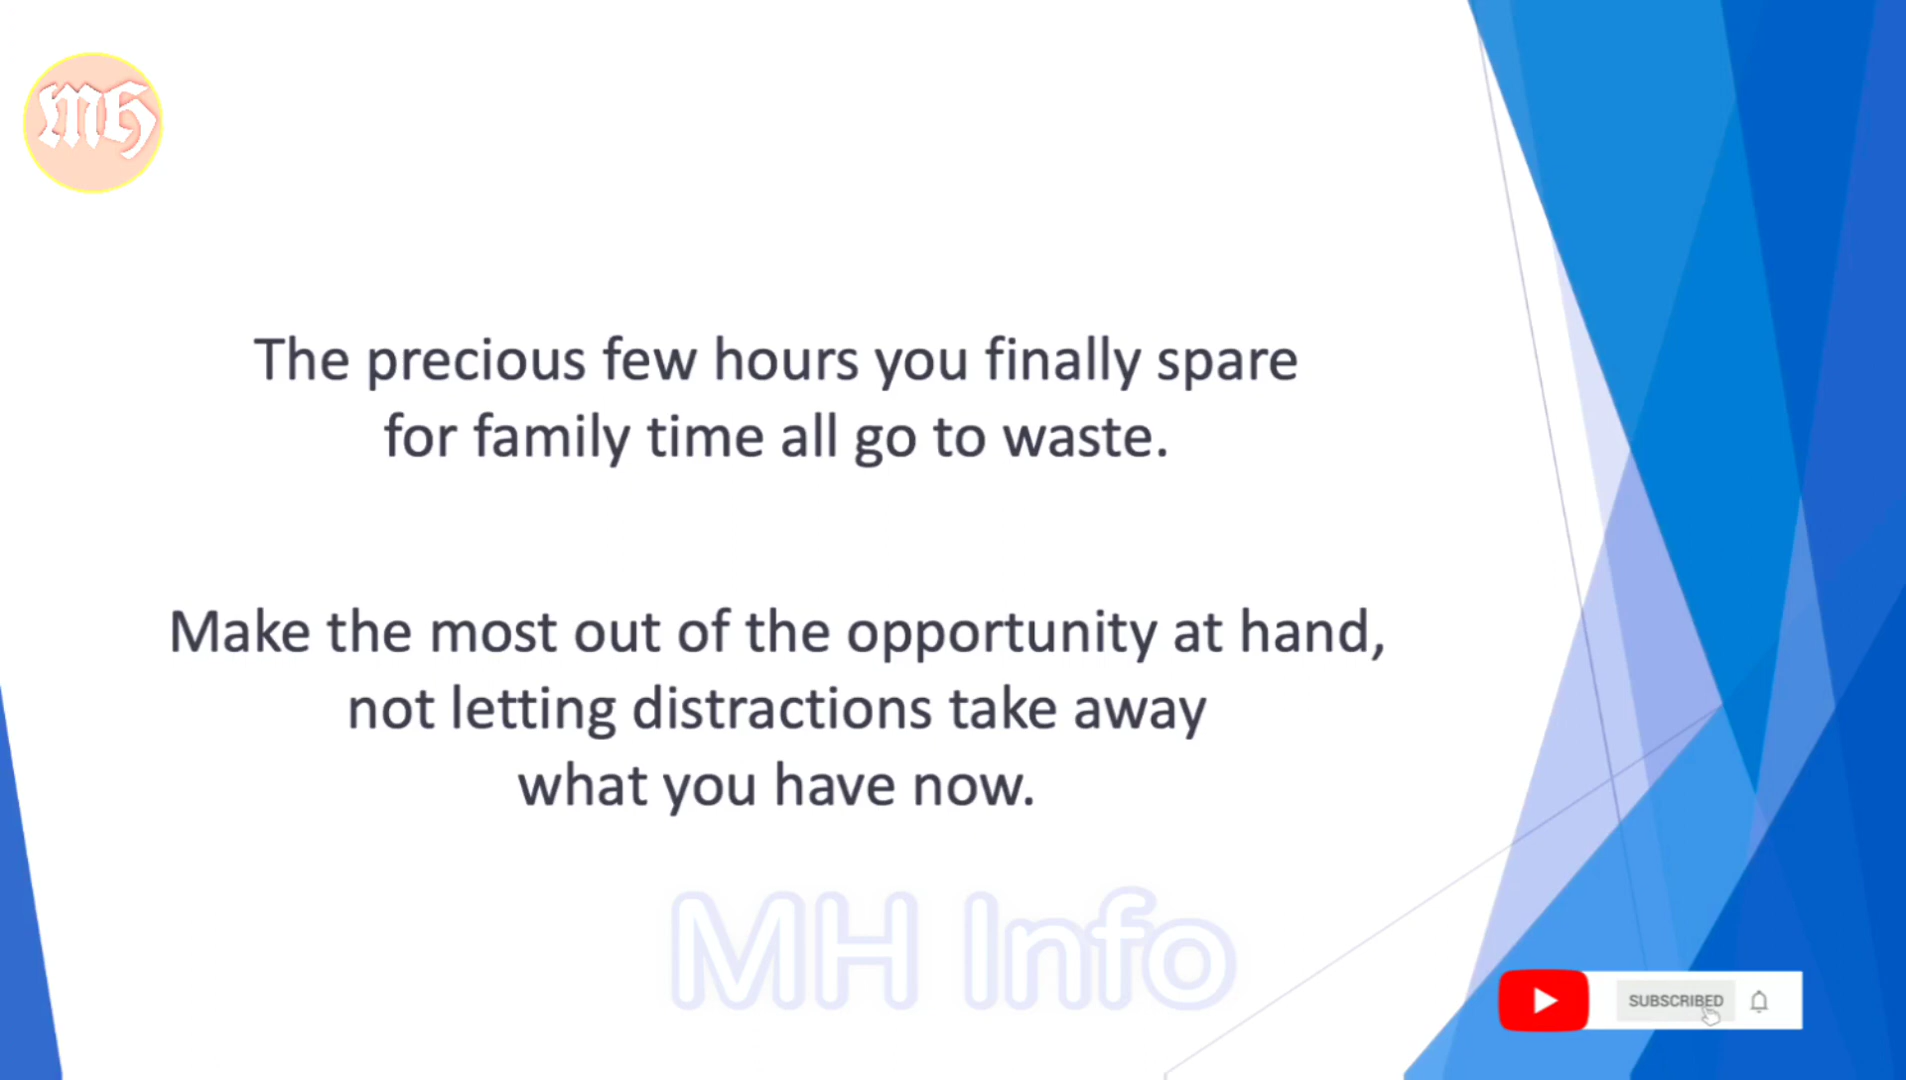 MH
The precious few hours you finally spare
for family time all go to waste.
Make the most out of the opportunity at hand,
not letting distractions take away
what you have now.
MH Info
SUBSCRIBED